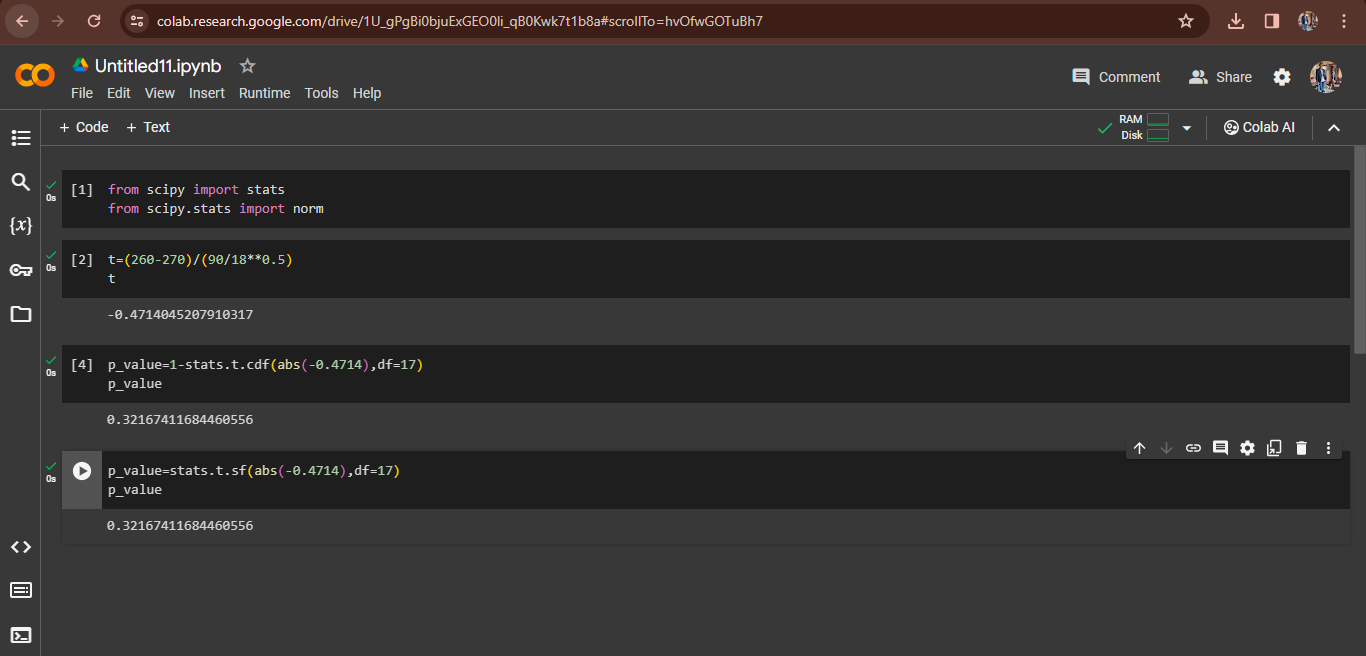 colab.research.google.com/drive/1U_gPgBi0bjuExGEO0li_qB0Kwk7t1b8a#scrollTo=hvOfwGOTuBh7
Untitled11.ipynb
File Edit View Insert Runtime Tools Help
Comment Share
+ Code + Text
RAM
Disk
Colab AI
{x}
0s
[1] from scipy import stats
from scipy.stats import norm
0s
[2] t=(260-270)/(90/18**0.5)
t
-0.4714045207910317
0s
[4] p_value=1-stats.t.cdf(abs(-0.4714),df=17)
p_value
0.32167411684460556
0s
p_value=stats.t.sf(abs(-0.4714),df=17)
p_value
0.32167411684460556